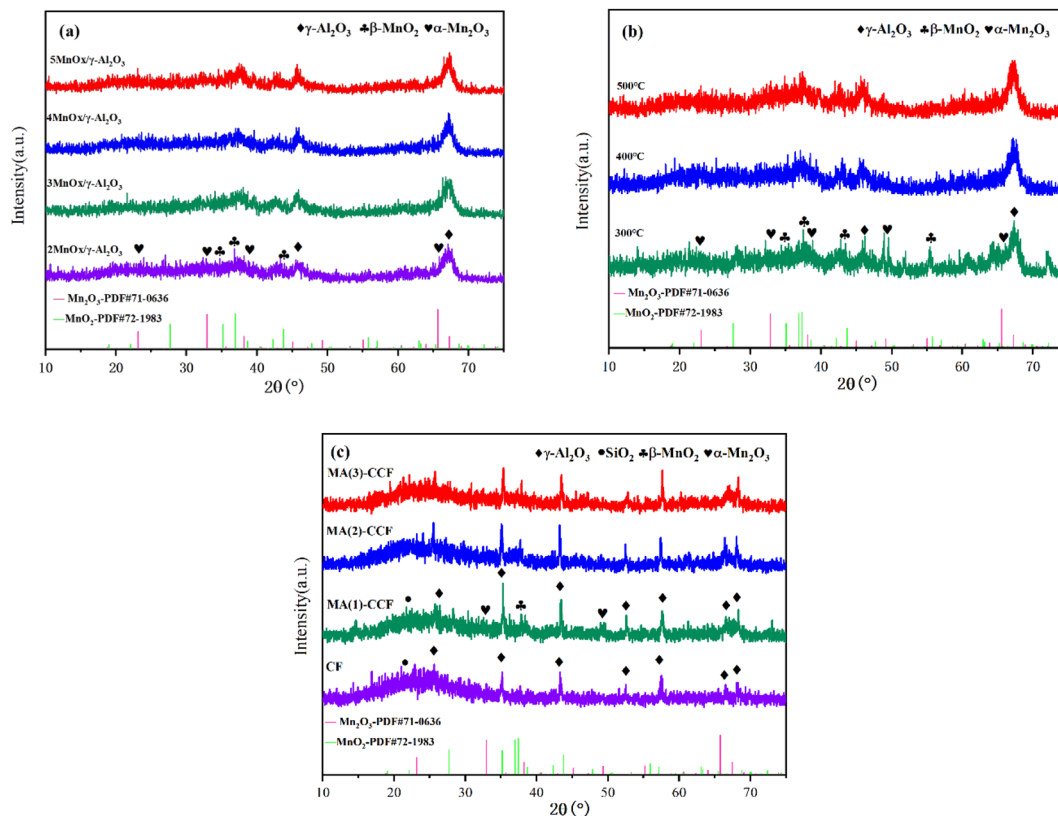 (a)
♦γ-Al₂O₃ ♣β-MnO₂ ♥α-Mn₂O₃
5MnOx/γ-Al₂O₃
4MnOx/γ-Al₂O₃
3MnOx/γ-Al₂O₃
2MnOx/γ-Al₂O₃
Mn₂O₃-PDF#71-0636
MnO₂-PDF#72-1983
Intensity(a.u.)
10 20 30 40 50 60 70
2θ(°)
(b)
♦γ-Al₂O₃ ♣β-MnO₂ ♥α-Mn₂O₃
500°C
400°C
300°C
Mn₂O₃-PDF#71-0636
MnO₂-PDF#72-1983
Intensity(a.u.)
10 20 30 40 50 60 70
2θ(°)
(c)
♦γ-Al₂O₃ ●SiO₂ ♣β-MnO₂ ♥α-Mn₂O₃
MA(3)-CCF
MA(2)-CCF
MA(1)-CCF
CF
Mn₂O₃-PDF#71-0636
MnO₂-PDF#72-1983
Intensity(a.u.)
10 20 30 40 50 60 70
2θ(°)